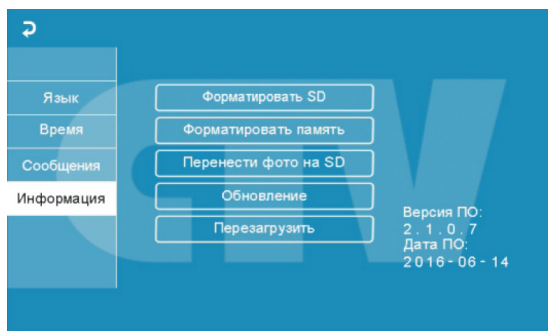 Язык
Время
Сообщения
Информация
Форматировать SD
Форматировать память
Перенести фото на SD
Обновление
Перезагрузить
Версия ПО:
2.1.0.7
Дата ПО:
2016-06-14